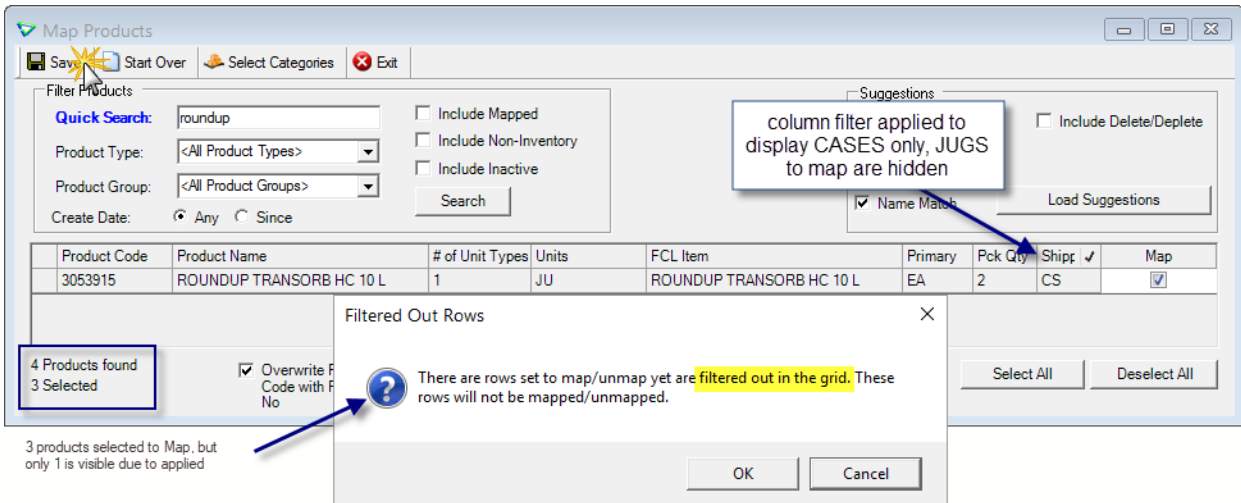 Map Products
Save Start Over Select Categories Exit
Filter Products
Quick Search: roundup
Product Type: <All Product Types>
Product Group: <All Product Groups>
Create Date: Any Since
Include Mapped
Include Non-Inventory
Include Inactive
Search
column filter applied to
display CASES only, JUGS
to map are hidden
Suggestions
Include Delete/Deplete
Name Match
Load Suggestions
Product Code Product Name # of Unit Types Units FCL Item Primary Pck Qty Shipp Map
3053915 ROUNDUP TRANSORB HC 10 L 1 JU ROUNDUP TRANSORB HC 10 L EA 2 CS
4 Products found
3 Selected
Overwrite F
Code with F
No
Select All Deselect All
Filtered Out Rows
There are rows set to map/unmap yet are filtered out in the grid. These
rows will not be mapped/unmapped.
OK Cancel
3 products selected to Map, but
only 1 is visible due to applied